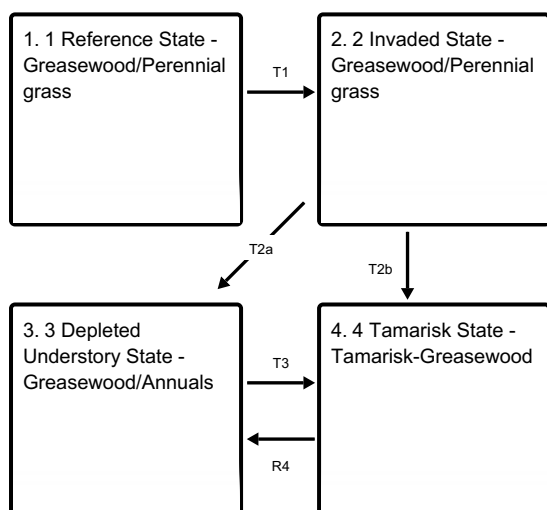 1. 1 Reference State -
Greasewood/Perennial
grass
T1
2. 2 Invaded State -
Greasewood/Perennial
grass
T2a
T2b
3. 3 Depleted
Understory State -
Greasewood/Annuals
T3
R4
4. 4 Tamarisk State -
Tamarisk-Greasewood